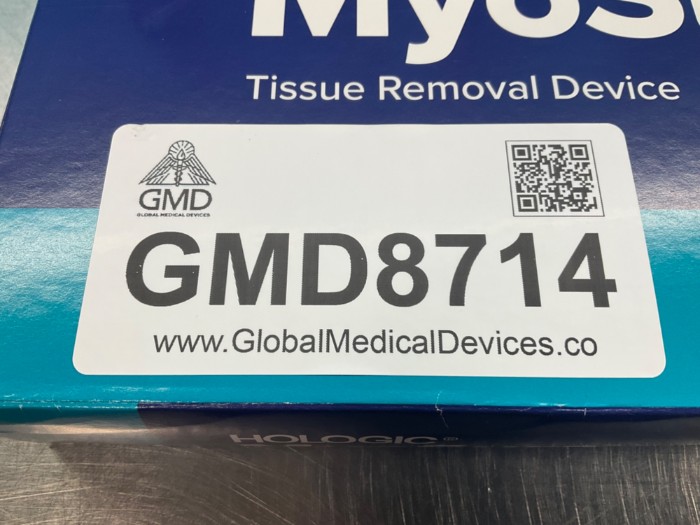 Tissue Removal Device
GMD
GLOBAL MEDICAL DEVICES
GMD8714
www.GlobalMedicalDevices.co
HOLOGIC®